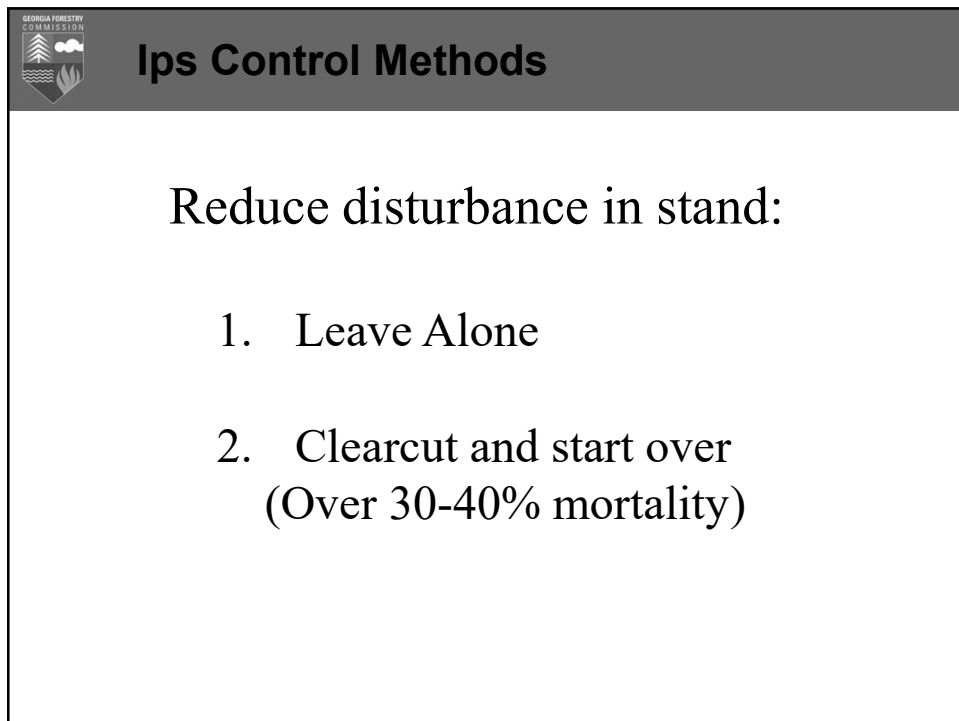 GEORGIA FORESTRY
COMMISSION
Ips Control Methods
Reduce disturbance in stand:
1. Leave Alone
2. Clearcut and start over
(Over 30-40% mortality)